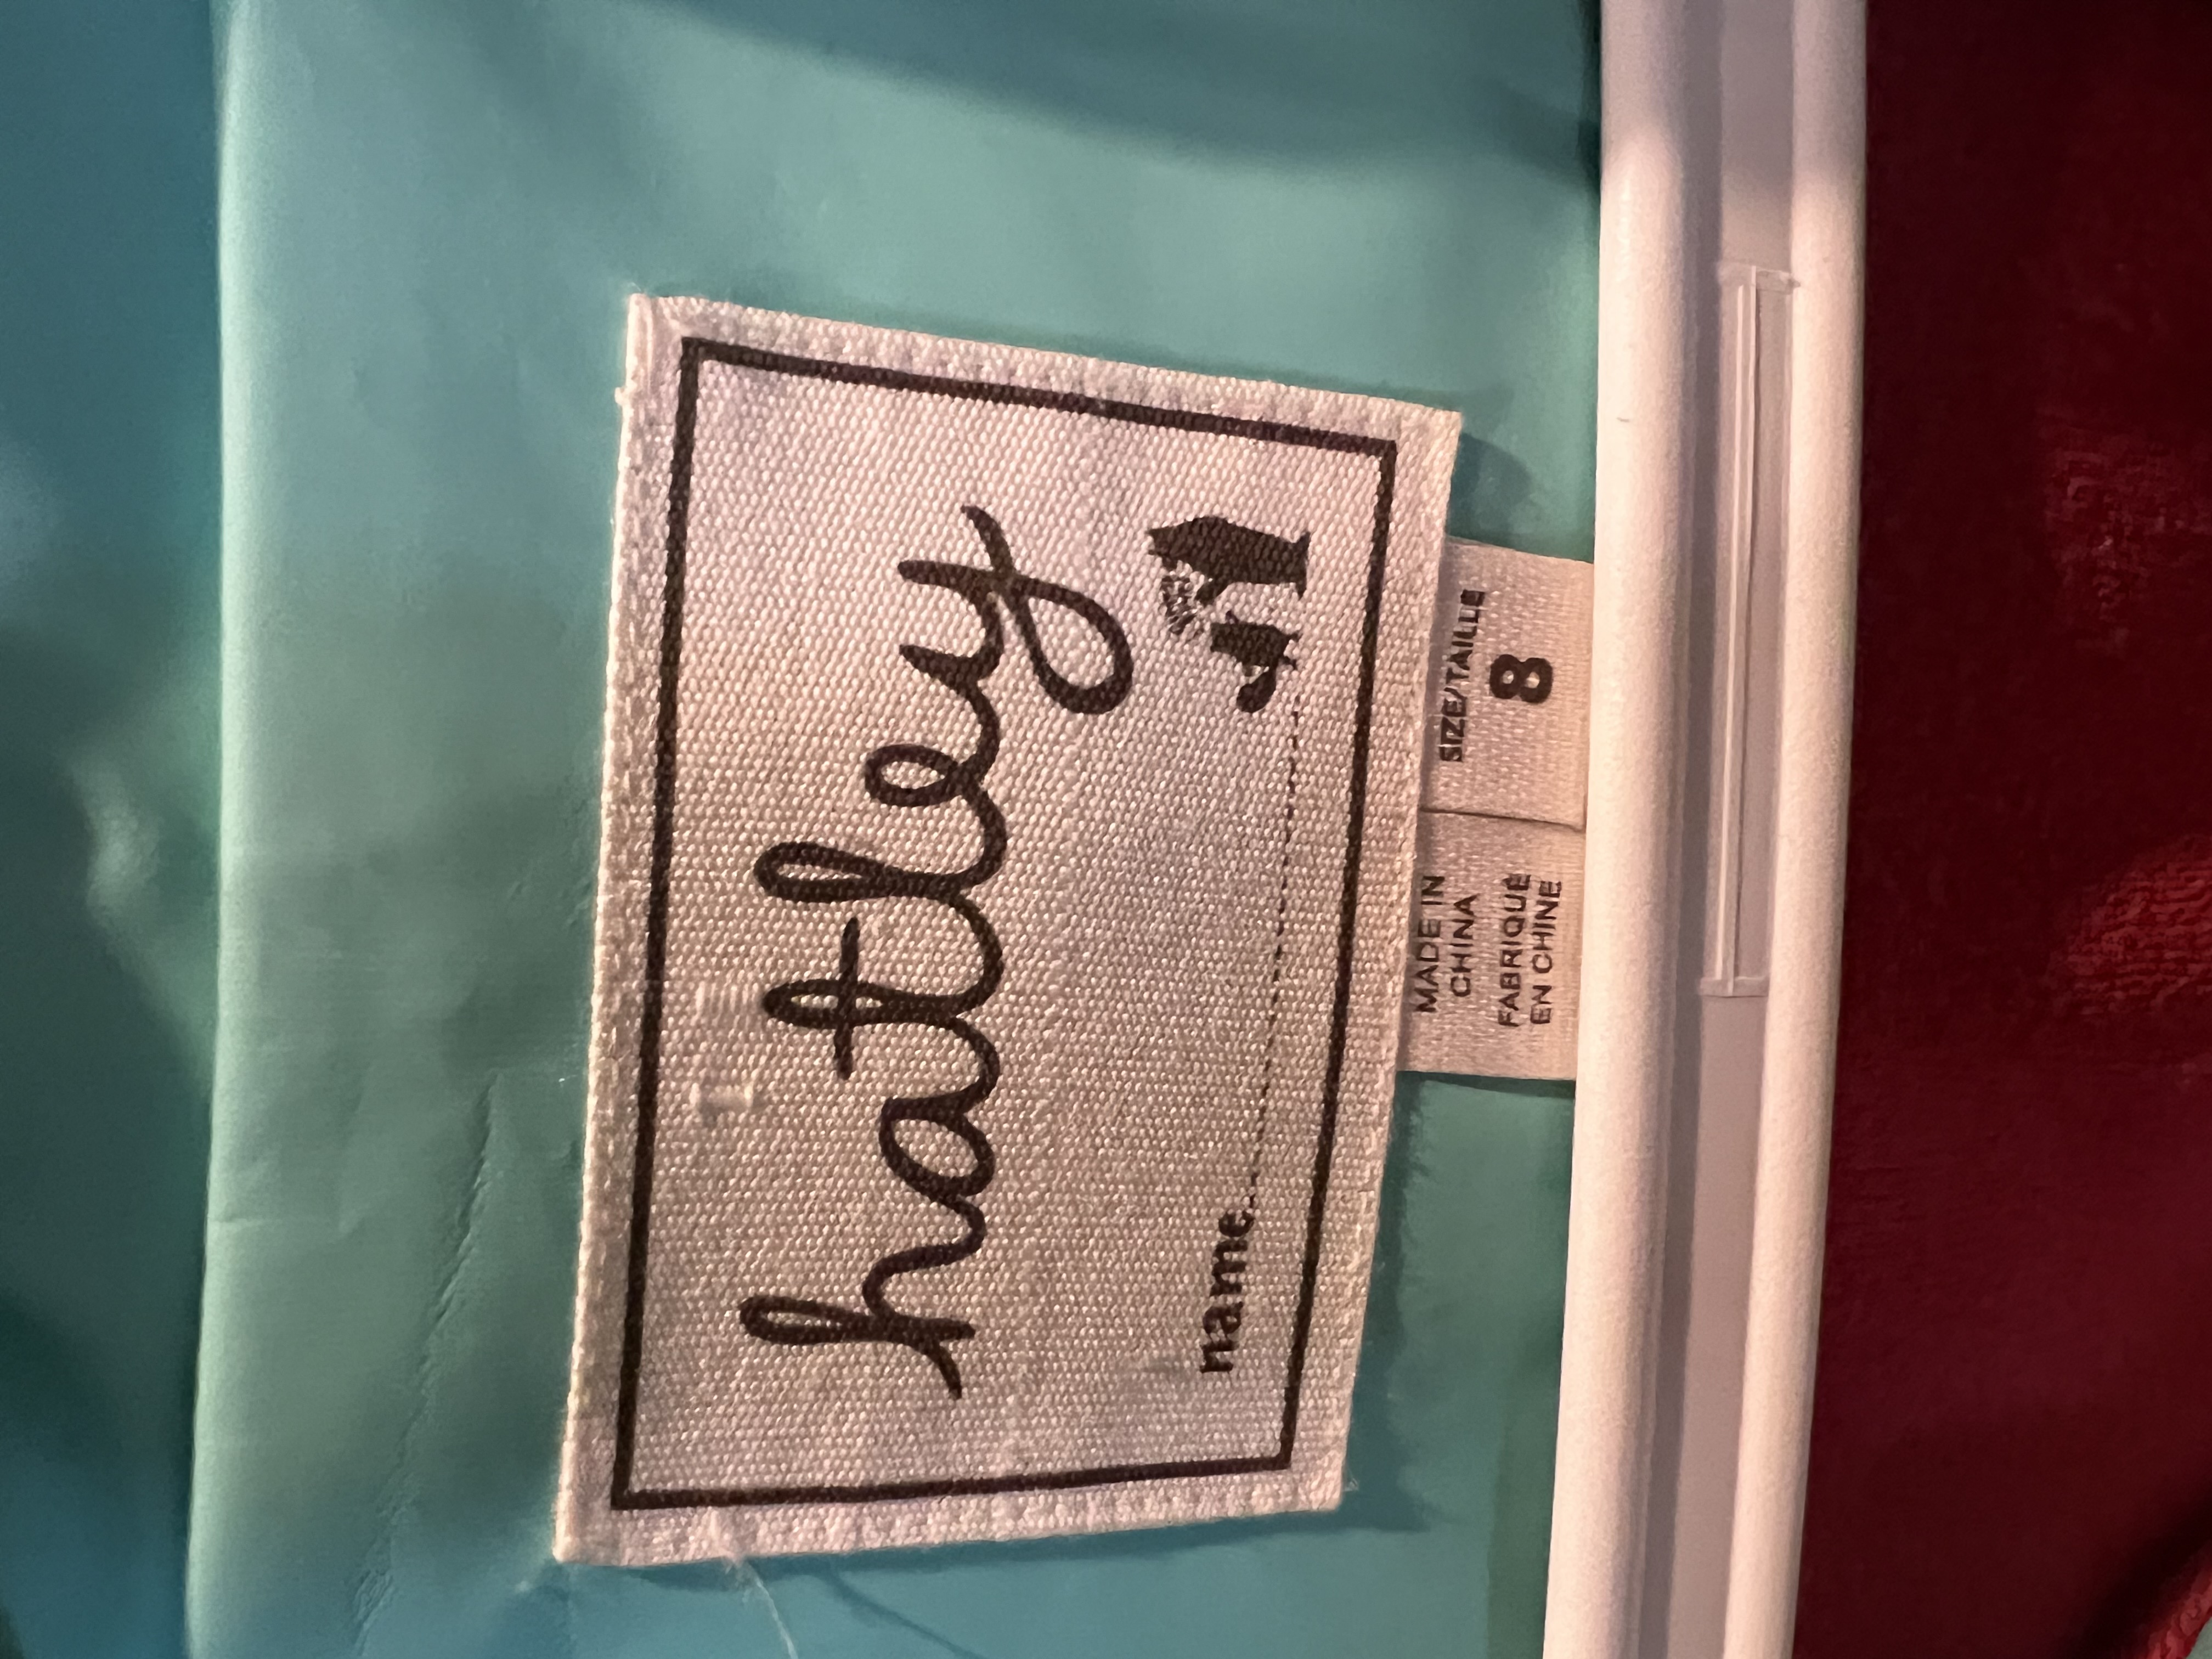 hatley
name
SIZE/TAILLE
8
MADE IN
CHINA
FABRIQUÉ
EN CHINE